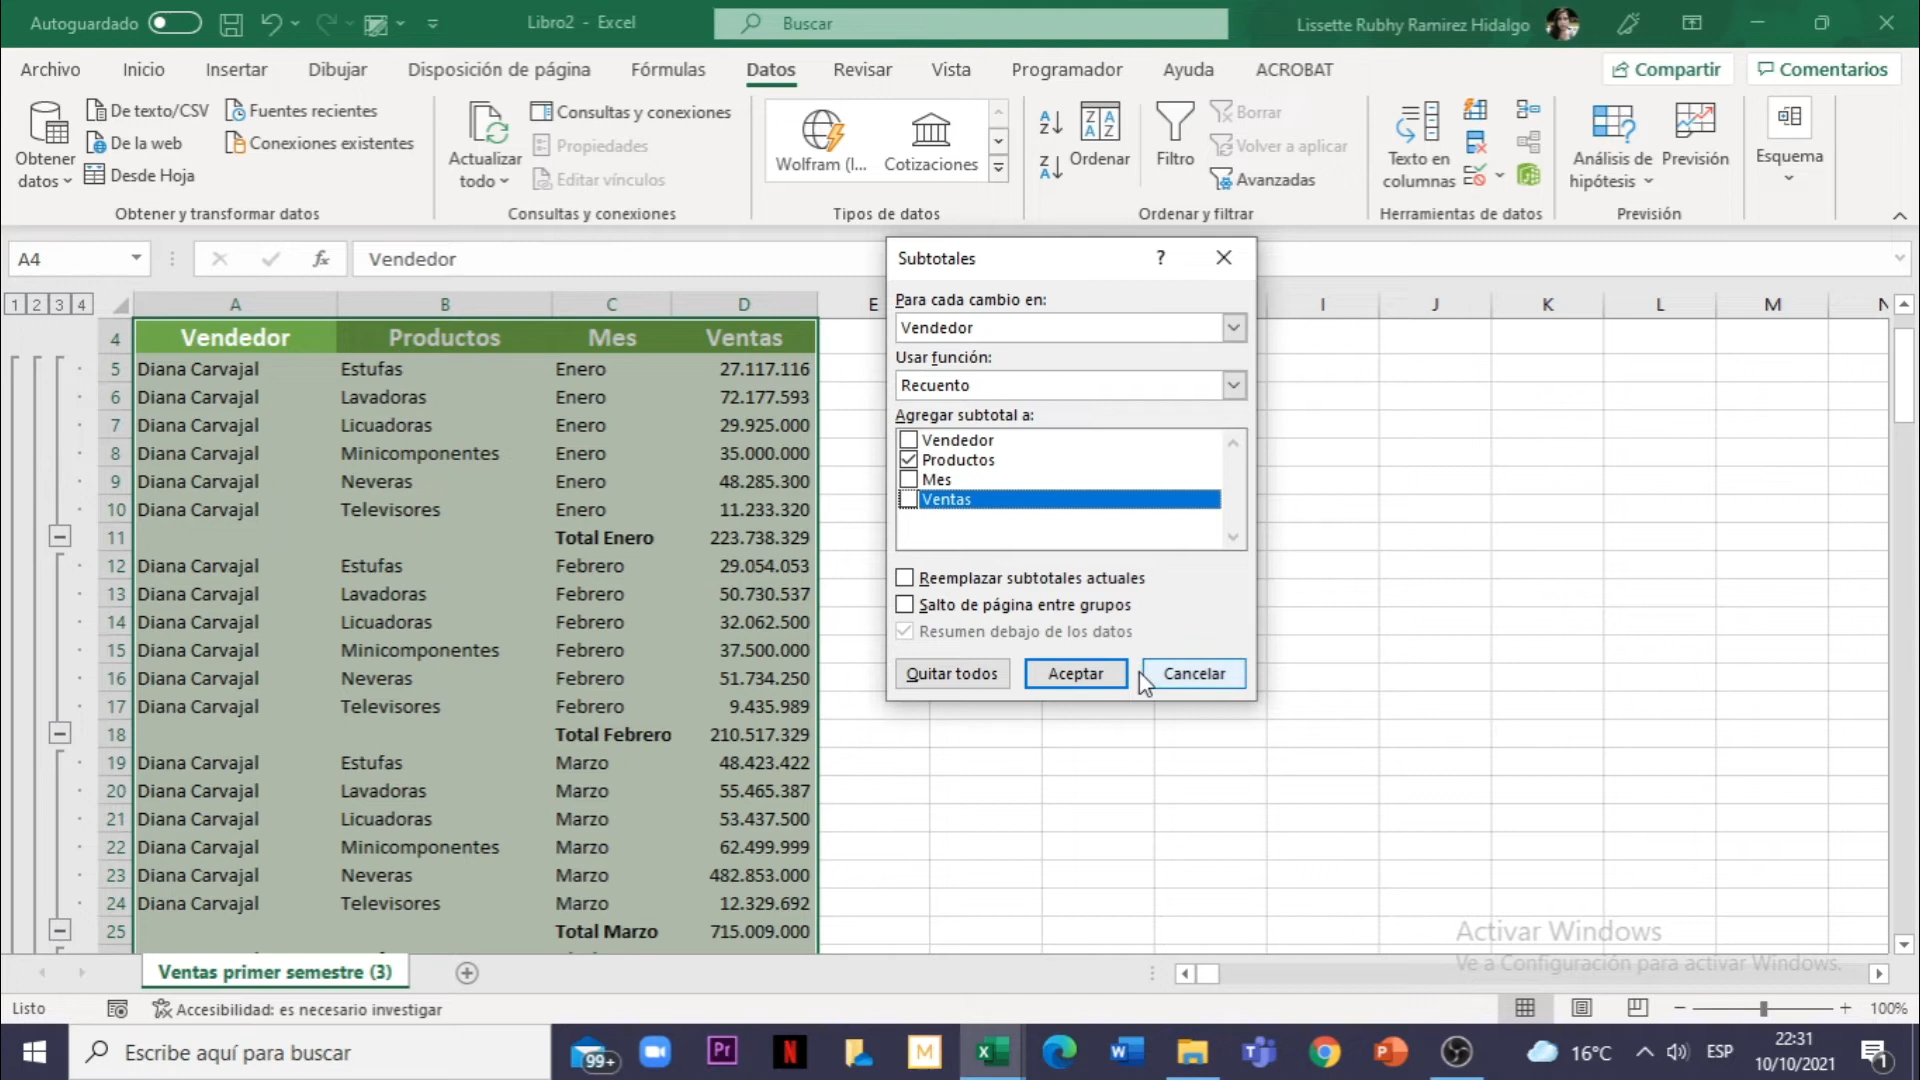 Autoguardado
Libro2 - Excel
Buscar
Lissette Rubhy Ramirez Hidalgo
Archivo Inicio Insertar Dibujar Disposición de página Fórmulas Datos Revisar Vista Programador Ayuda ACROBAT
Compartir Comentarios
Obtener datos
De texto/CSV
De la web
Desde Hoja
Fuentes recientes
Conexiones existentes
Obtener y transformar datos
Actualizar todo
Consultas y conexiones
Propiedades
Editar vínculos
Consultas y conexiones
Wolfram (I...
Cotizaciones
Tipos de datos
Ordenar
Filtro
Borrar
Volver a aplicar
Avanzadas
Ordenar y filtrar
Texto en columnas
Herramientas de datos
Análisis de hipótesis
Previsión
Previsión
Esquema
A4
fx
Vendedor
1 2 3 4
A B C D E I J K L M N
4 Vendedor Productos Mes Ventas
5 Diana Carvajal Estufas Enero 27.117.116
6 Diana Carvajal Lavadoras Enero 72.177.593
7 Diana Carvajal Licuadoras Enero 29.925.000
8 Diana Carvajal Minicomponentes Enero 35.000.000
9 Diana Carvajal Neveras Enero 48.285.300
10 Diana Carvajal Televisores Enero 11.233.320
11 Total Enero 223.738.329
12 Diana Carvajal Estufas Febrero 29.054.053
13 Diana Carvajal Lavadoras Febrero 50.730.537
14 Diana Carvajal Licuadoras Febrero 32.062.500
15 Diana Carvajal Minicomponentes Febrero 37.500.000
16 Diana Carvajal Neveras Febrero 51.734.250
17 Diana Carvajal Televisores Febrero 9.435.989
18 Total Febrero 210.517.329
19 Diana Carvajal Estufas Marzo 48.423.422
20 Diana Carvajal Lavadoras Marzo 55.465.387
21 Diana Carvajal Licuadoras Marzo 53.437.500
22 Diana Carvajal Minicomponentes Marzo 62.499.999
23 Diana Carvajal Neveras Marzo 482.853.000
24 Diana Carvajal Televisores Marzo 12.329.692
25 Total Marzo 715.009.000
Subtotales ?
Para cada cambio en:
Vendedor
Usar función:
Recuento
Agregar subtotal a:
Vendedor
Productos
Mes
Ventas
Reemplazar subtotales actuales
Salto de página entre grupos
Resumen debajo de los datos
Quitar todos Aceptar Cancelar
Activar Windows
Ve a Configuración para activar Windows.
Ventas primer semestre (3)
Listo
Accesibilidad: es necesario investigar
100%
Escribe aquí para buscar
99+
Pr
N
M
16°C
ESP
22:31
10/10/2021
1